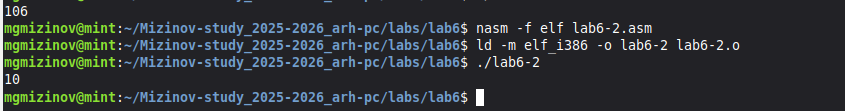 106
mgmizinov@mint:~/Mizinov-study_2025-2026_arh-pc/labs/lab6$ nasm -f elf lab6-2.asm
mgmizinov@mint:~/Mizinov-study_2025-2026_arh-pc/labs/lab6$ ld -m elf_i386 -o lab6-2 lab6-2.o
mgmizinov@mint:~/Mizinov-study_2025-2026_arh-pc/labs/lab6$ ./lab6-2
10
mgmizinov@mint:~/Mizinov-study_2025-2026_arh-pc/labs/lab6$